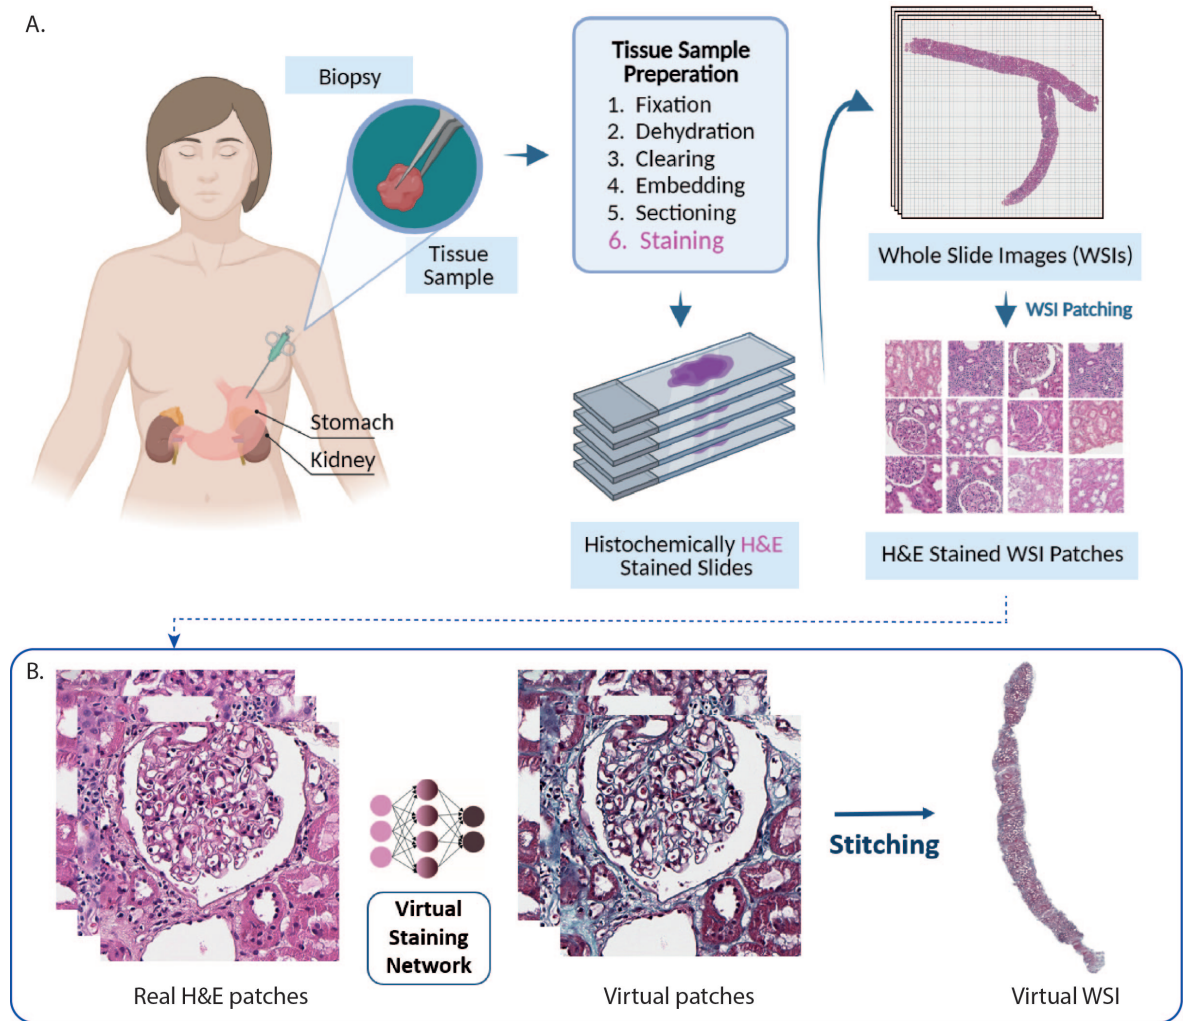 A.
Biopsy
Tissue
Sample
Stomach
Kidney
Tissue Sample
Preperation
1. Fixation
2. Dehydration
3. Clearing
4. Embedding
5. Sectioning
6. Staining
Histochemically H&E
Stained Slides
Whole Slide Images (WSIs)
WSI Patching
H&E Stained WSI Patches
B.
Real H&E patches
Virtual
Staining
Network
Virtual patches
Stitching
Virtual WSI